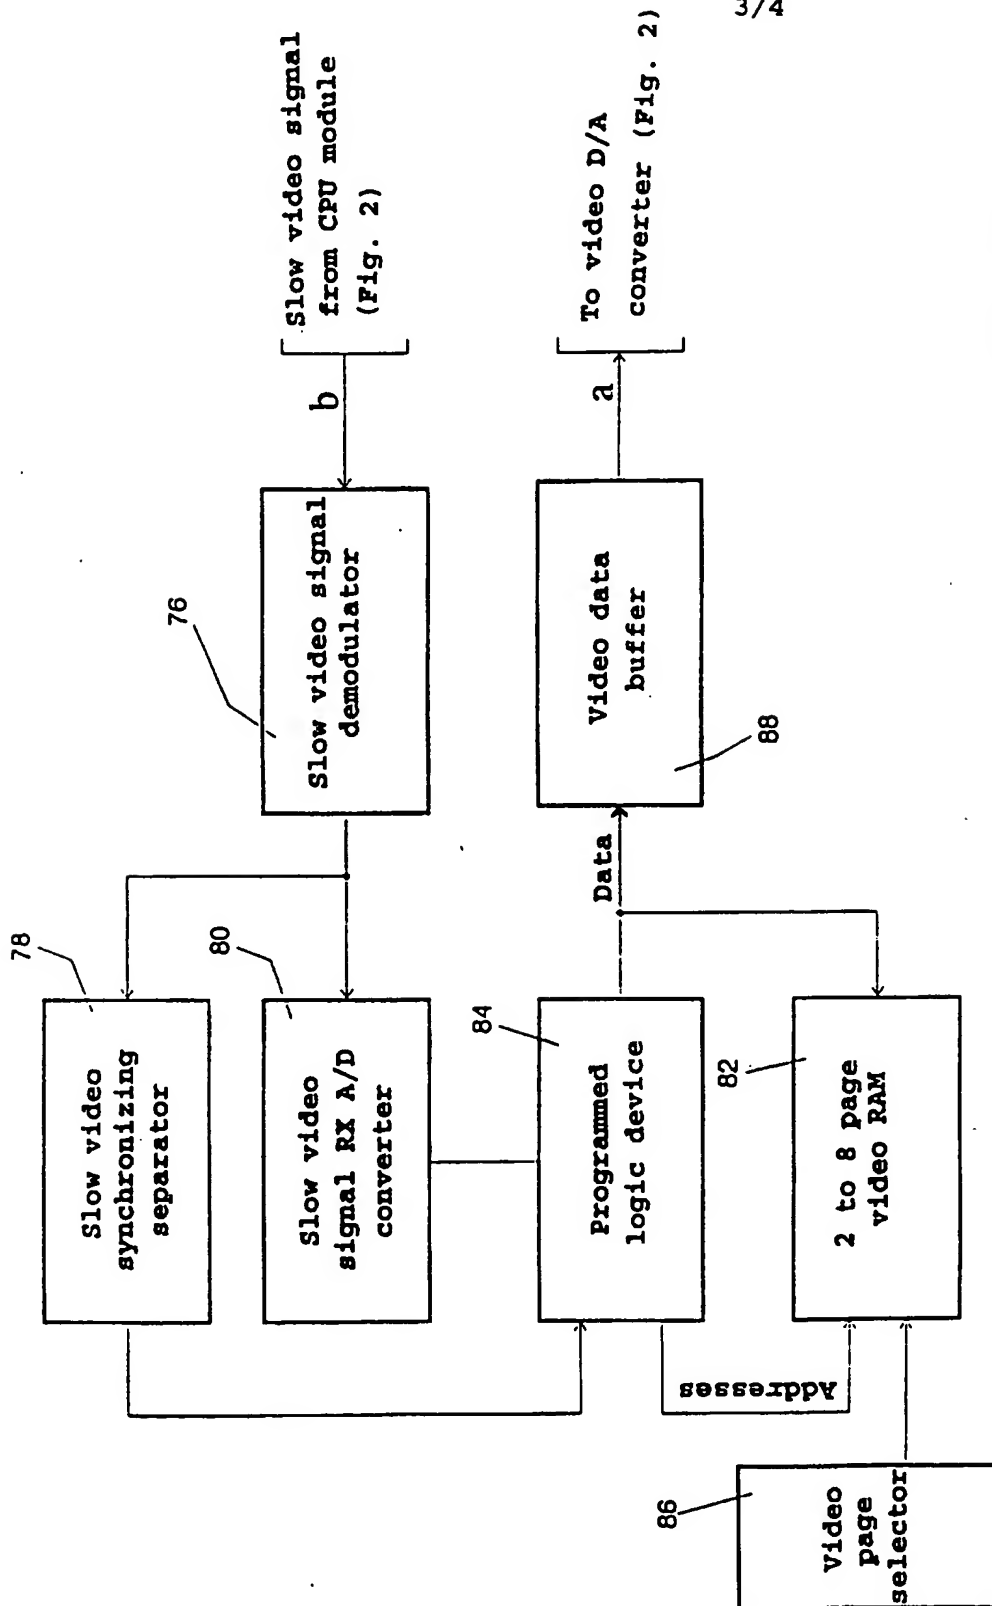 3/4
Slow video signal
from CPU module
(Fig. 2)
b
76
Slow video signal
demodulator
78
Slow video
synchronizing
separator
80
Slow video
signal RX A/D
converter
To video D/A
converter (Fig. 2)
a
Video data
buffer
88
Data
84
Programmed
logic device
82
2 to 8 page
video RAM
Addresses
86
Video
page
selector